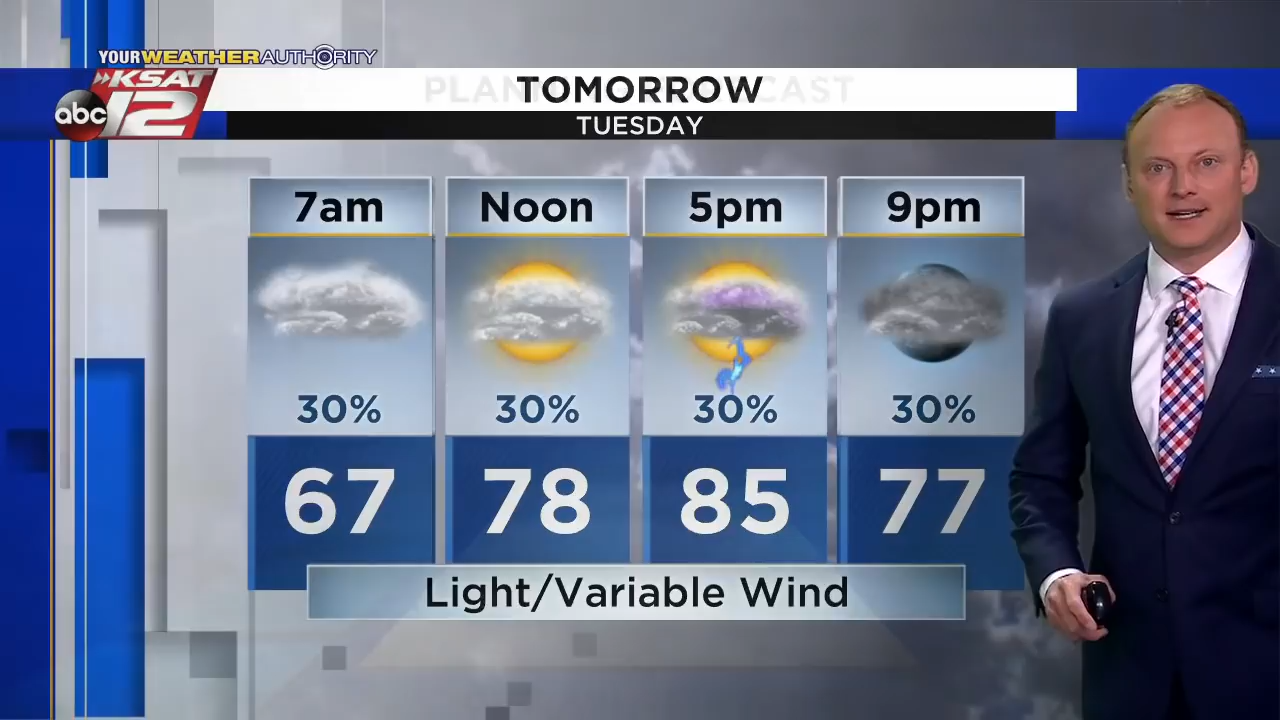 YOUR WEATHER AUTHORITY
KSAT
abc 12
TOMORROW
TUESDAY
7am Noon 5pm 9pm
30% 30% 30% 30%
67 78 85 77
Light/Variable Wind